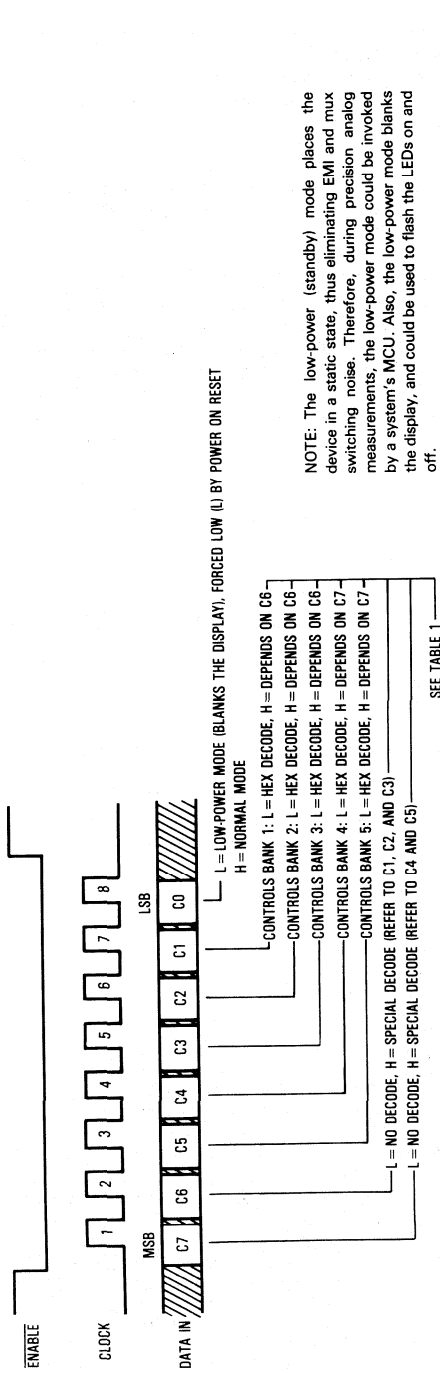 ENABLE
CLOCK
1 2 3 4 5 6 7 8
MSB LSB
DATA IN
C7 C6 C5 C4 C3 C2 C1 C0
L = LOW-POWER MODE (BLANKS THE DISPLAY), FORCED LOW (L) BY POWER ON RESET
H = NORMAL MODE
CONTROLS BANK 1: L = HEX DECODE, H = DEPENDS ON C6
CONTROLS BANK 2: L = HEX DECODE, H = DEPENDS ON C6
CONTROLS BANK 3: L = HEX DECODE, H = DEPENDS ON C6
CONTROLS BANK 4: L = HEX DECODE, H = DEPENDS ON C7
CONTROLS BANK 5: L = HEX DECODE, H = DEPENDS ON C7
L = NO DECODE, H = SPECIAL DECODE (REFER TO C1, C2, AND C3)
L = NO DECODE, H = SPECIAL DECODE (REFER TO C4 AND C5)
SEE TABLE 1
NOTE: The low-power (standby) mode places the
device in a static state, thus eliminating EMI and mux
switching noise. Therefore, during precision analog
measurements, the low-power mode could be invoked
by a system's MCU. Also, the low-power mode blanks
the display, and could be used to flash the LEDs on and
off.